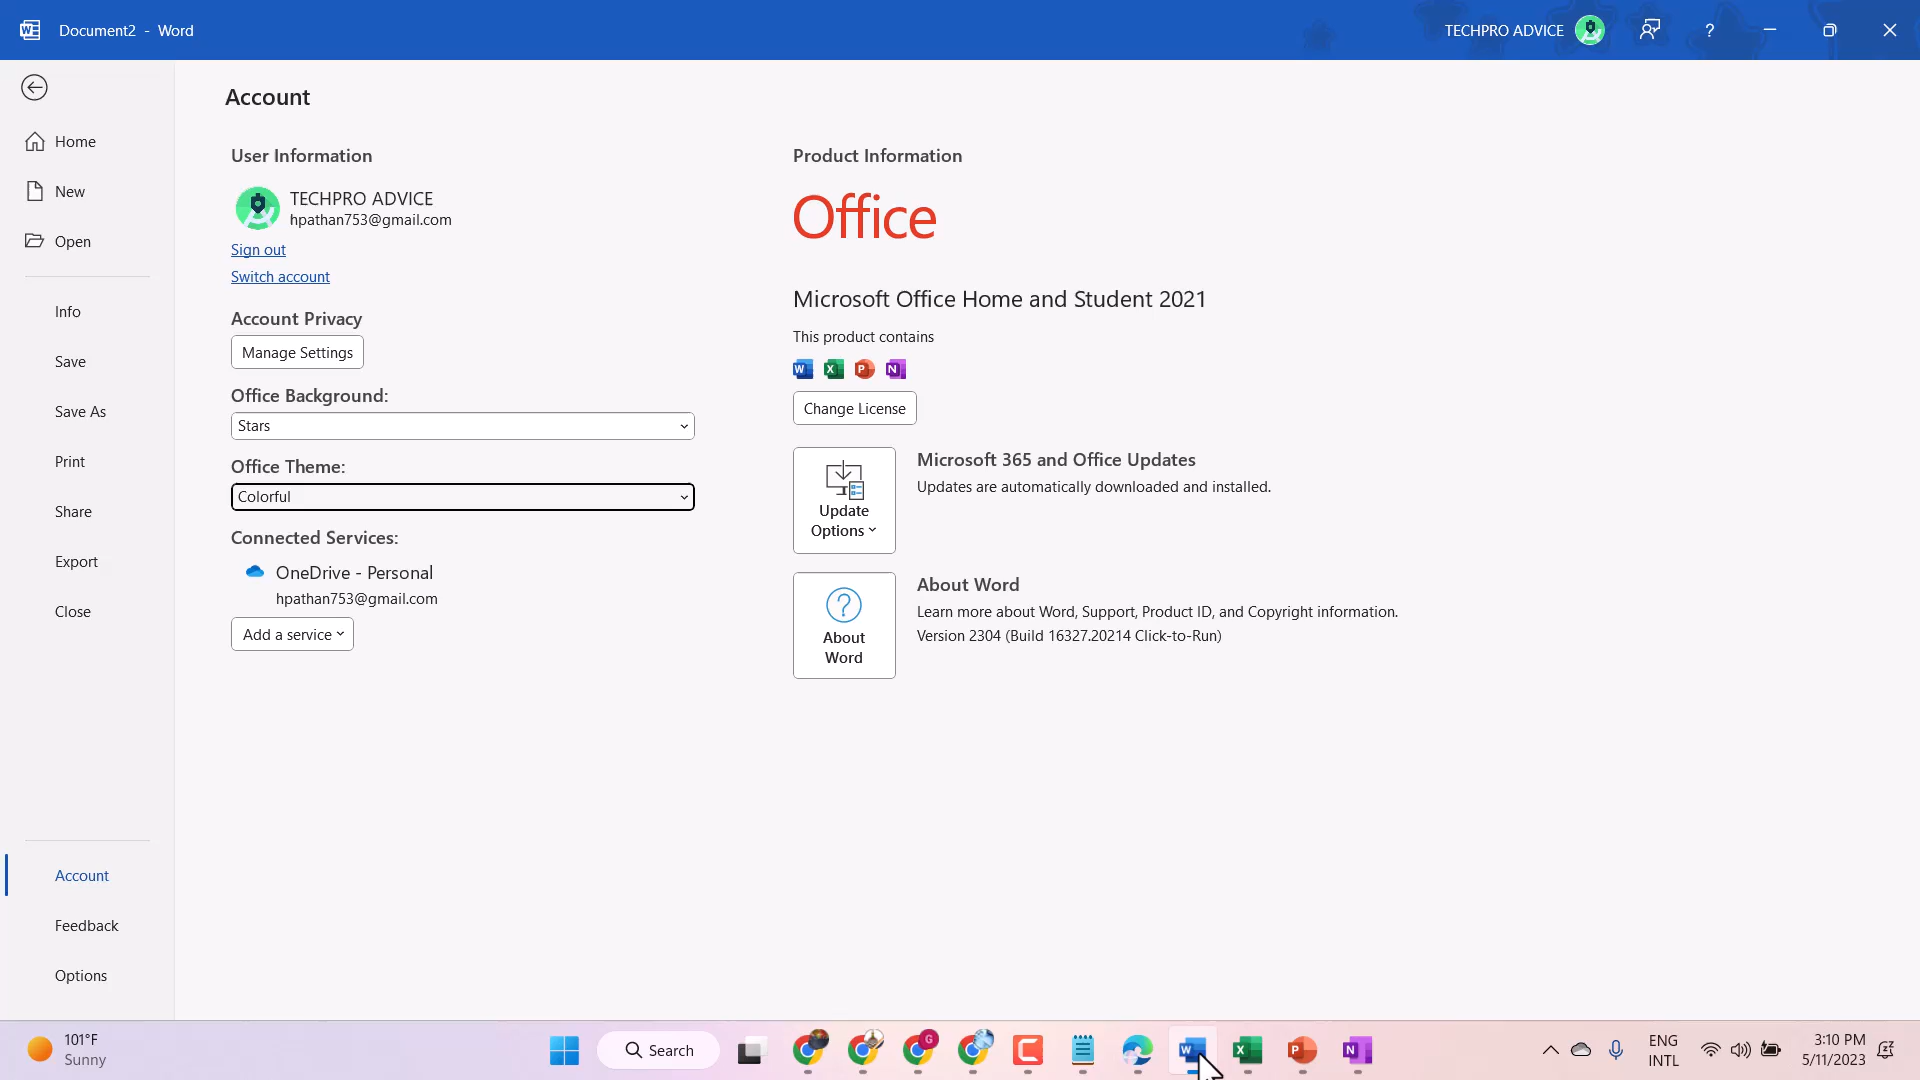 Document2 - Word
TECHPRO ADVICE
?
Account
Home
New
Open
Info
Save
Save As
Print
Share
Export
Close
Account
Feedback
Options
User Information
TECHPRO ADVICE
hpathan753@gmail.com
Sign out
Switch account
Account Privacy
Manage Settings
Office Background:
Stars
Office Theme:
Colorful
Connected Services:
OneDrive - Personal
hpathan753@gmail.com
Add a service
Product Information
Office
Microsoft Office Home and Student 2021
This product contains
W X P N
Change License
Update
Options
Microsoft 365 and Office Updates
Updates are automatically downloaded and installed.
?
About
Word
About Word
Learn more about Word, Support, Product ID, and Copyright information.
Version 2304 (Build 16327.20214 Click-to-Run)
101°F
Sunny
Search
G
C
W X P N
ENG
INTL
3:10 PM
5/11/2023